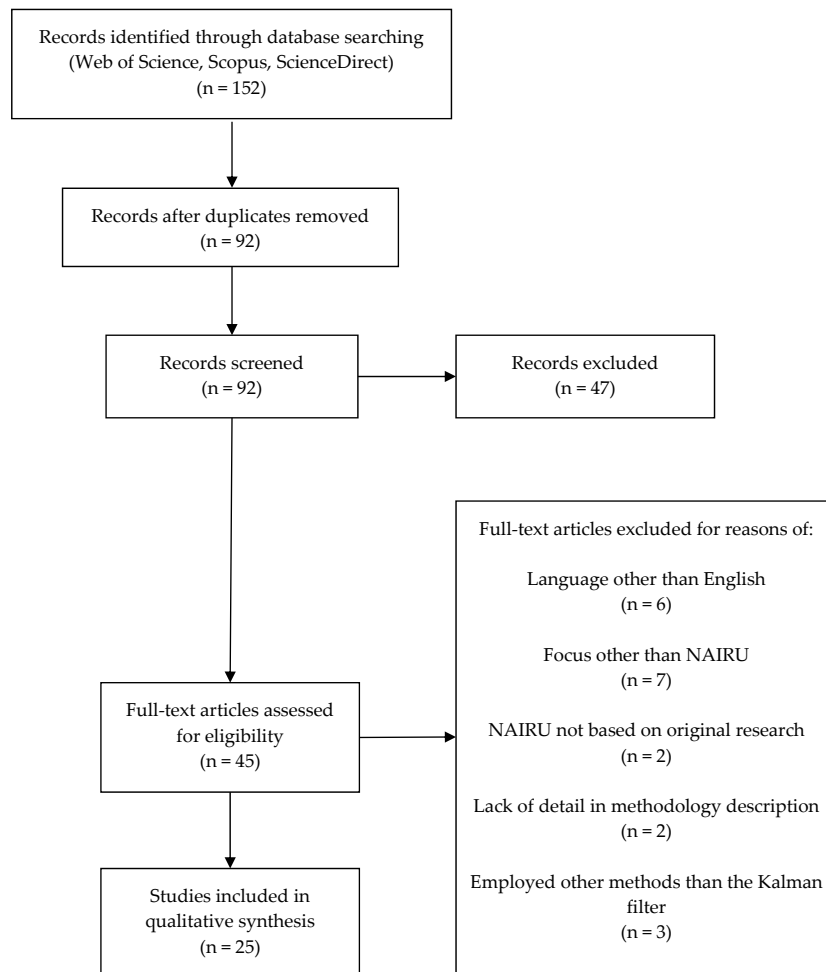 Records identified through database searching
(Web of Science, Scopus, ScienceDirect)
(n = 152)
Records after duplicates removed
(n = 92)
Records screened
(n = 92)
Records excluded
(n = 47)
Full-text articles assessed for
eligibility
(n = 45)
Full-text articles excluded for reasons of:
Language other than English
(n = 6)
Focus other than NAIRU
(n = 7)
NAIRU not based on original research
(n = 2)
Lack of detail in methodology description
(n = 2)
Employed other methods than the Kalman
filter
(n = 3)
Studies included in
qualitative synthesis
(n = 25)